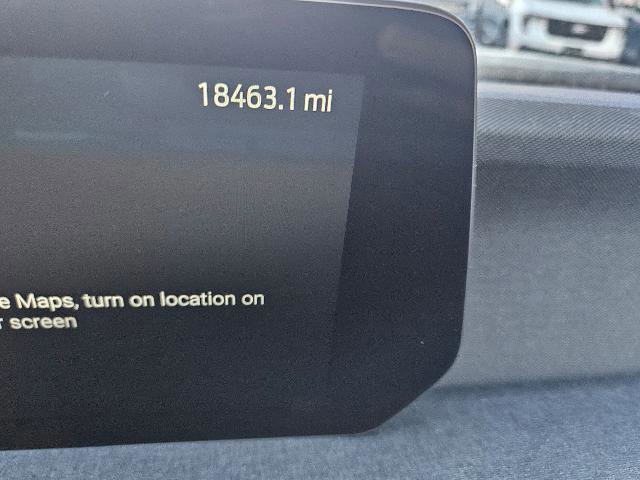 18463.1 mi
e Maps, turn on location on
r screen